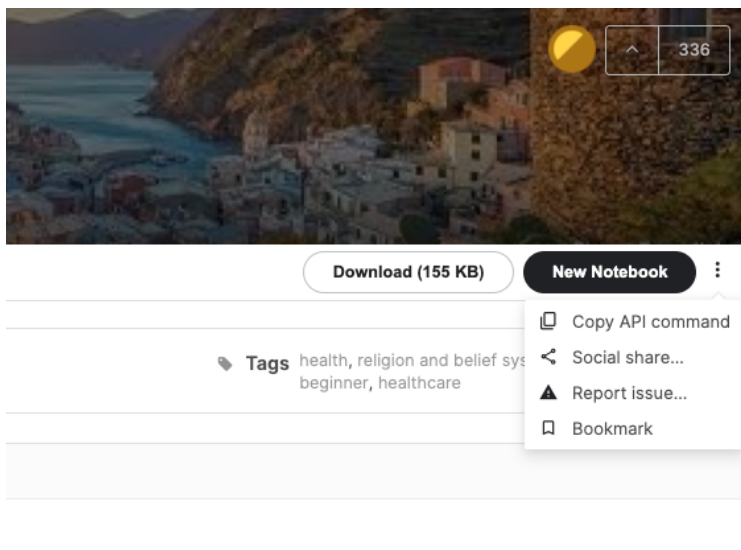 336
Download (155 KB)
New Notebook
Copy API command
Social share...
Report issue...
Bookmark
Tags
health, religion and belief sys
beginner, healthcare